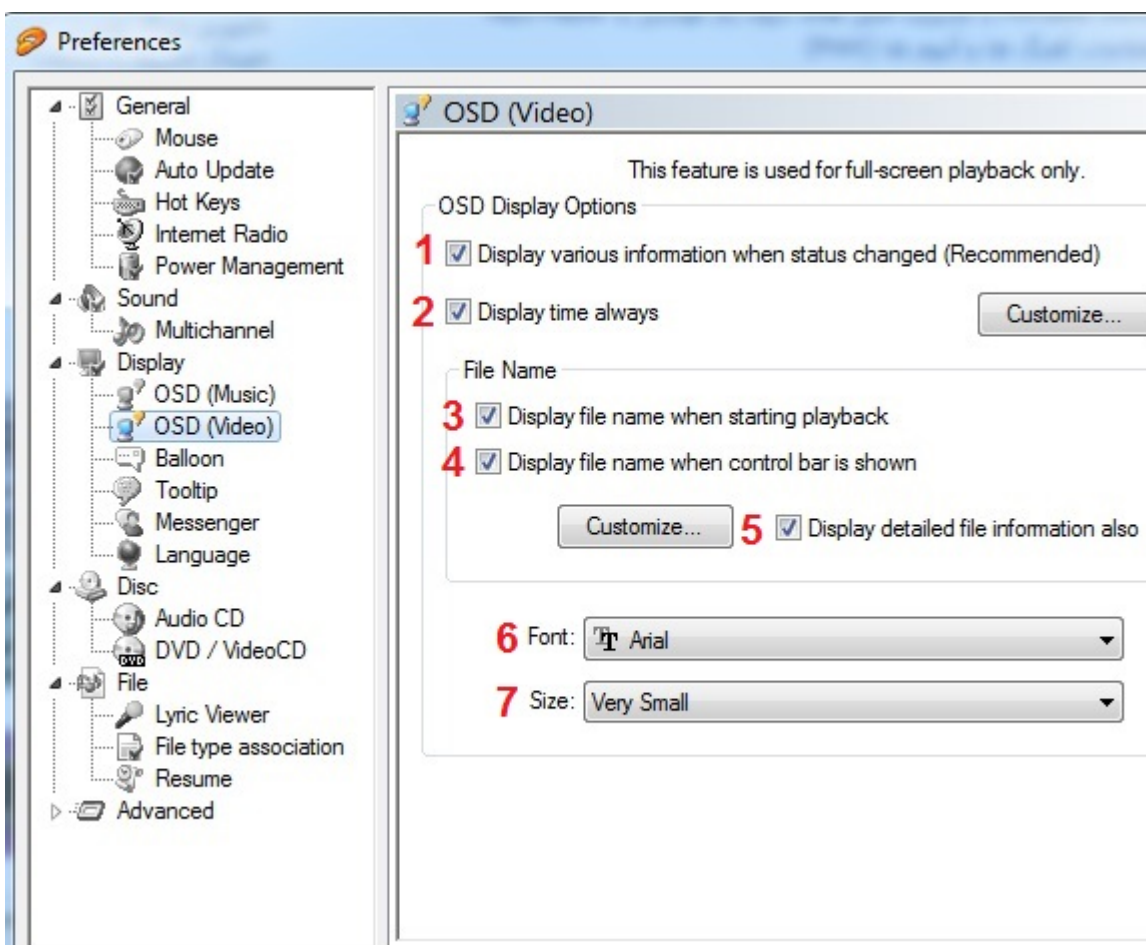 Preferences
General
Mouse
Auto Update
Hot Keys
Internet Radio
Power Management
Sound
Multichannel
Display
OSD (Music)
OSD (Video)
Balloon
Tooltip
Messenger
Language
Disc
Audio CD
DVD / VideoCD
DVD
File
Lyric Viewer
File type association
Resume
Advanced
OSD (Video)
This feature is used for full-screen playback only.
OSD Display Options
1 Display various information when status changed (Recommended)
2 Display time always Customize...
File Name
3 Display file name when starting playback
4 Display file name when control bar is shown
Customize... 5 Display detailed file information also
6 Font: Arial
7 Size: Very Small